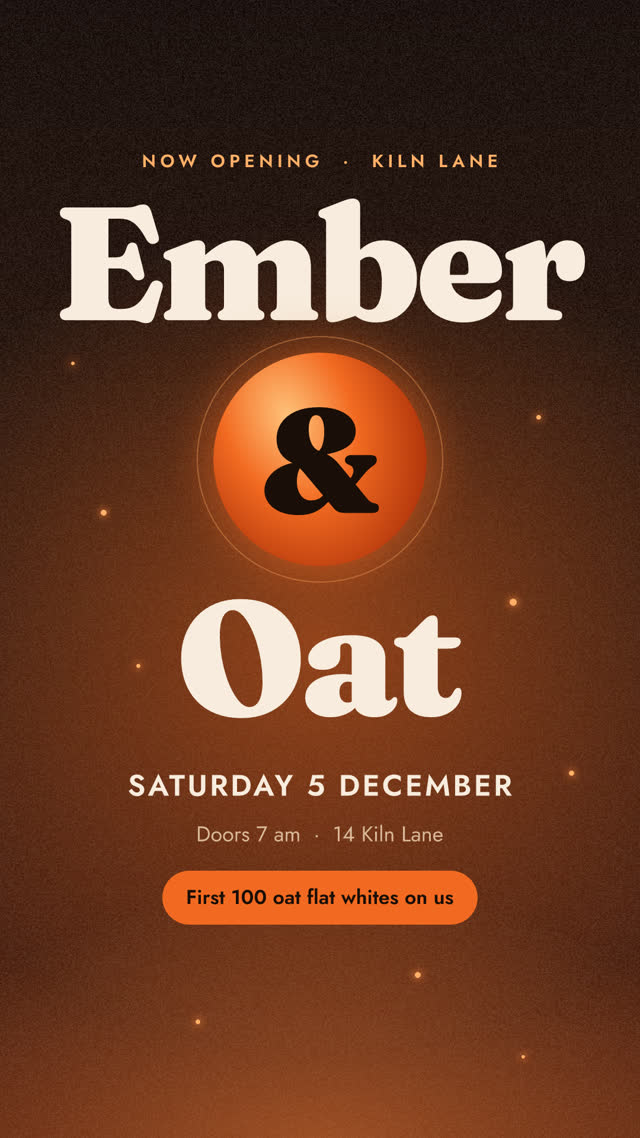 NOW OPENING · KILN LANE
Ember
&
Oat
SATURDAY 5 DECEMBER
Doors 7 am · 14 Kiln Lane
First 100 oat flat whites on us